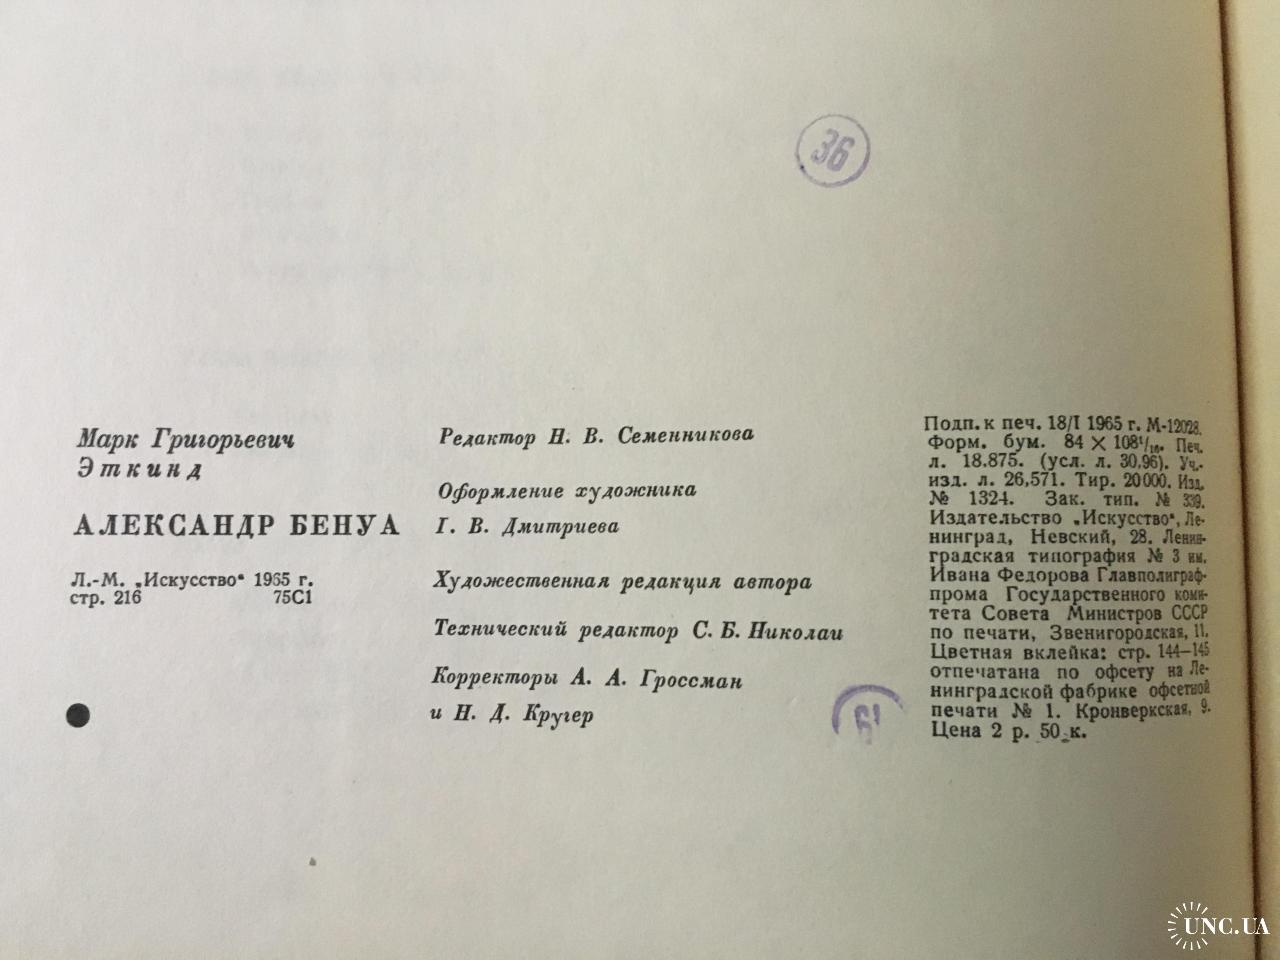 36
Марк Григорьевич
Эткинд
АЛЕКСАНДР БЕНУА
Л.-М. „Искусство“ 1965 г.
стр. 216 75С1
Редактор Н. В. Семенникова
Оформление художника
Г. В. Дмитриева
Художественная редакция автора
Технический редактор С. Б. Николаи
Корректоры А. А. Гроссман
и Н. Д. Кругер
61
Подп. к печ. 18/I 1965 г. М-12028.
Форм. бум. 84 × 108¹/₁₆. Печ.
л. 18.875. (усл. л. 30,96). Уч.-
изд. л. 26,571. Тир. 20000. Изд.
№ 1324. Зак. тип. № 339.
Издательство „Искусство“, Ле-
нинград, Невский, 28. Ленин-
градская типография № 3 им.
Ивана Федорова Главполиграф-
прома Государственного коми-
тета Совета Министров СССР
по печати, Звенигородская, 11.
Цветная вклейка: стр. 144—145
отпечатана по офсету на Ле-
нинградской фабрике офсетной
печати № 1. Кронверкская, 9.
Цена 2 р. 50 к.
UNC.UA